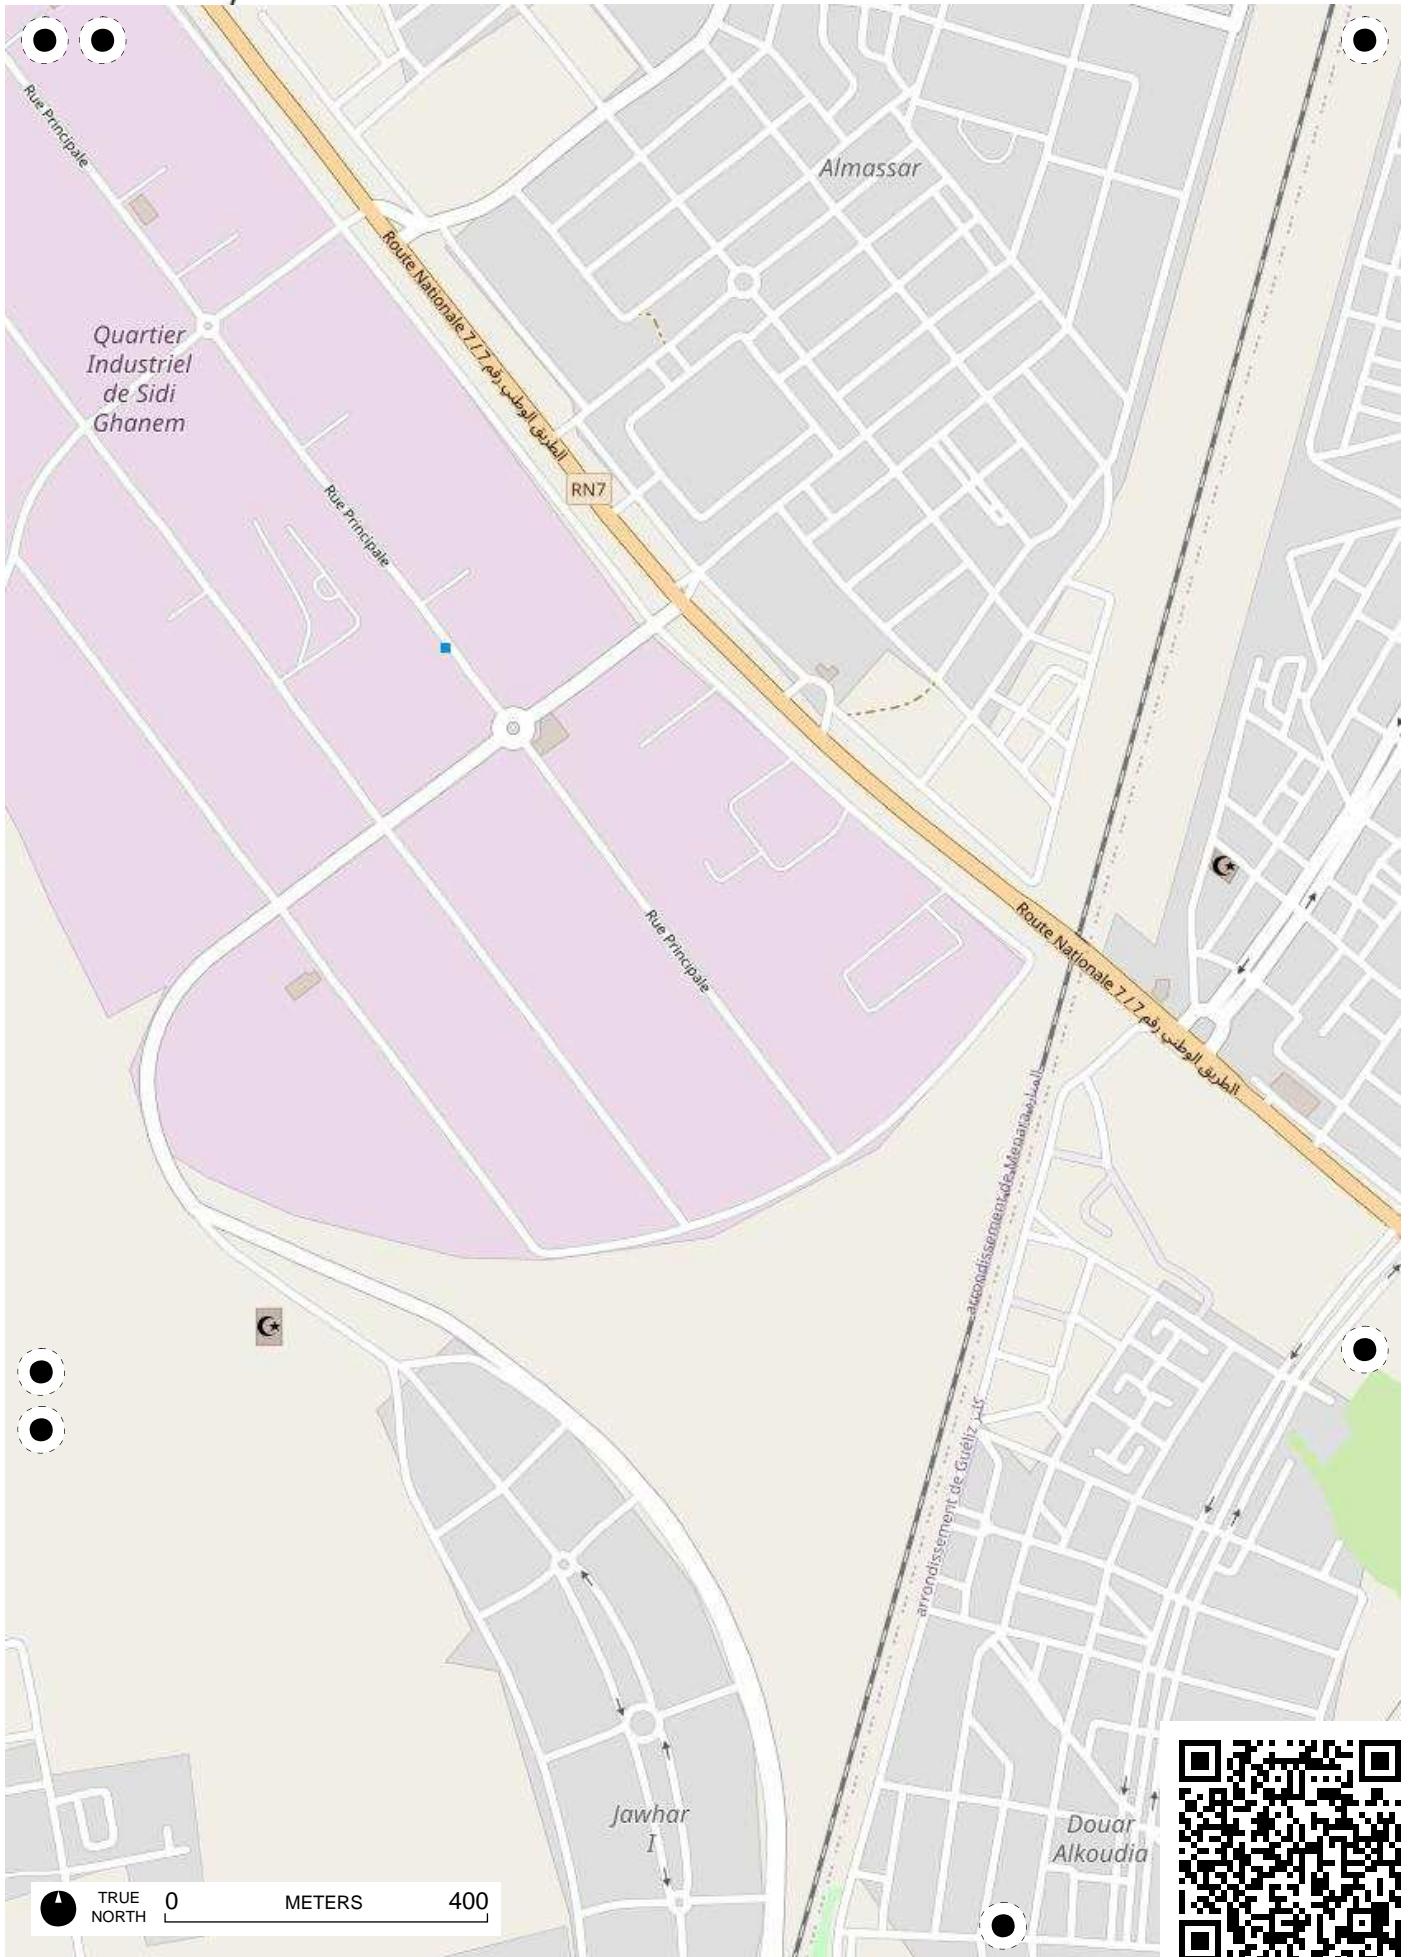 Rue Principale
Almassar
Route Nationale 7 / الطريق الوطني رقم 7
Quartier
Industriel
de Sidi
Ghanem
RN7
Rue Principale
Rue Principale
Route Nationale 7 / الطريق الوطني رقم 7
arrondissement de Menara المنارة
arrondissement de Guéliz جليز
Jawhar
I
Douar
Alkoudia
TRUE
NORTH
0 METERS 400